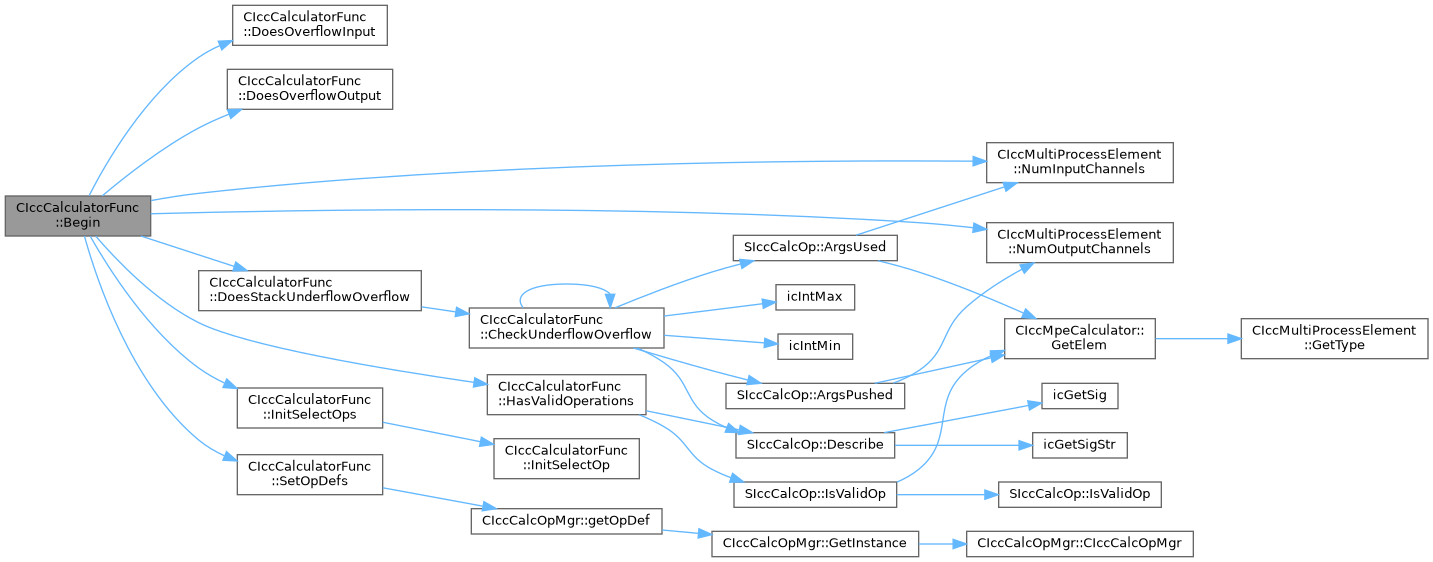 CIccCalculatorFunc
::DoesOverflowInput
CIccCalculatorFunc
::DoesOverflowOutput
CIccMultiProcessElement
::NumInputChannels
CIccCalculatorFunc
::Begin
CIccMultiProcessElement
::NumOutputChannels
SIccCalcOp::ArgsUsed
CIccCalculatorFunc
::DoesStackUnderflowOverflow
icIntMax
CIccCalculatorFunc
::CheckUnderflowOverflow
CIccMpeCalculator::
GetElem
CIccMultiProcessElement
::GetType
icIntMin
CIccCalculatorFunc
::HasValidOperations
SIccCalcOp::ArgsPushed
icGetSig
CIccCalculatorFunc
::InitSelectOps
SIccCalcOp::Describe
icGetSigStr
CIccCalculatorFunc
::InitSelectOp
CIccCalculatorFunc
::SetOpDefs
SIccCalcOp::IsValidOp
SIccCalcOp::IsValidOp
CIccCalcOpMgr::getOpDef
CIccCalcOpMgr::GetInstance
CIccCalcOpMgr::CIccCalcOpMgr